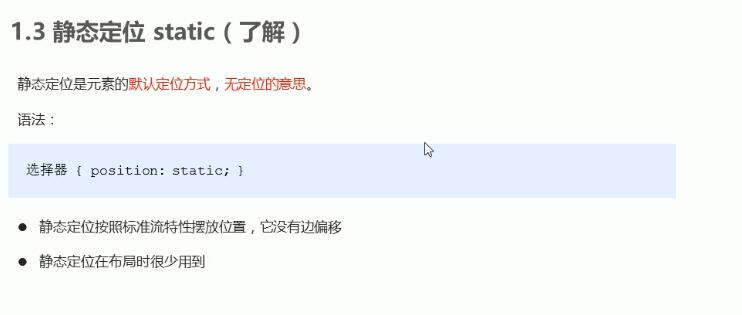 1.3 静态定位 static（了解）
静态定位是元素的默认定位方式，无定位的意思。
语法：
选择器 { position: static; }
● 静态定位按照标准流特性摆放位置，它没有边偏移
● 静态定位在布局时很少用到